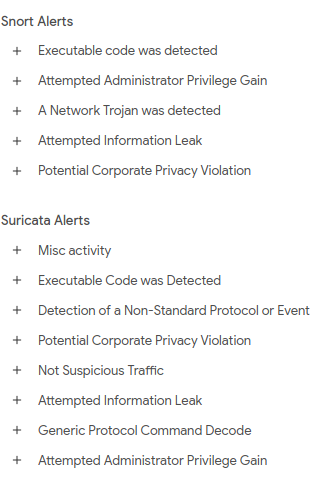 Snort Alerts
+ Executable code was detected
+ Attempted Administrator Privilege Gain
+ A Network Trojan was detected
+ Attempted Information Leak
+ Potential Corporate Privacy Violation
Suricata Alerts
+ Misc activity
+ Executable Code was Detected
+ Detection of a Non-Standard Protocol or Event
+ Potential Corporate Privacy Violation
+ Not Suspicious Traffic
+ Attempted Information Leak
+ Generic Protocol Command Decode
+ Attempted Administrator Privilege Gain